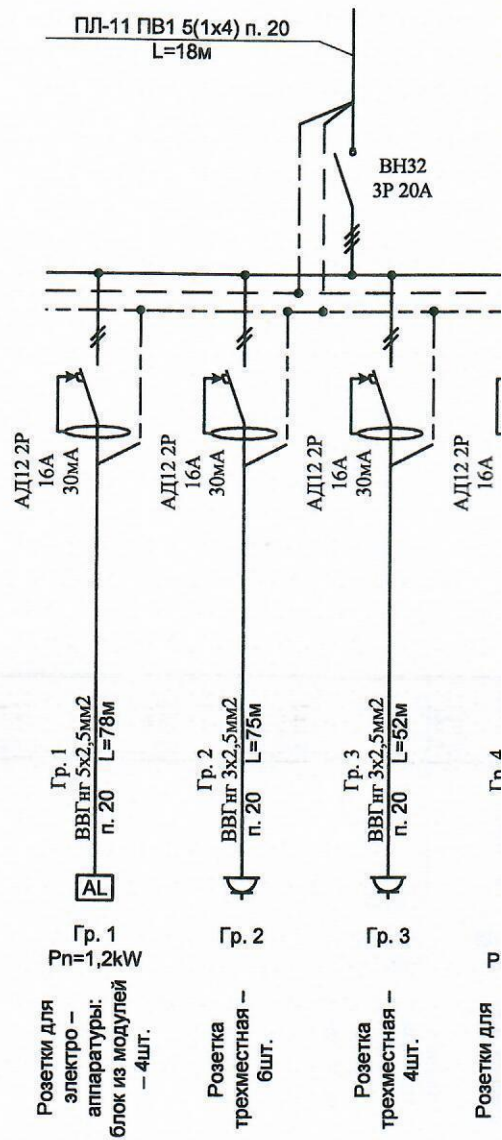 ПЛ-11 ПВ1 5(1х4) п. 20
L=18м
ВН32
3Р 20А
АД12 2Р
16А
30мА
АД12 2Р
16А
30мА
АД12 2Р
16А
30мА
АД12 2Р
16А
Гр. 1
ВВГнг 5х2,5мм2
п. 20 L=78м
Гр. 2
ВВГнг 3х2,5мм2
п. 20 L=75м
Гр. 3
ВВГнг 3х2,5мм2
п. 20 L=52м
Гр. 4
AL
Гр. 1
Pn=1,2kW
Гр. 2
Гр. 3
P
Розетки для
электро –
аппаратуры:
блок из модулей
– 4шт.
Розетка
трехместная –
6шт.
Розетка
трехместная –
4шт.
Розетки для